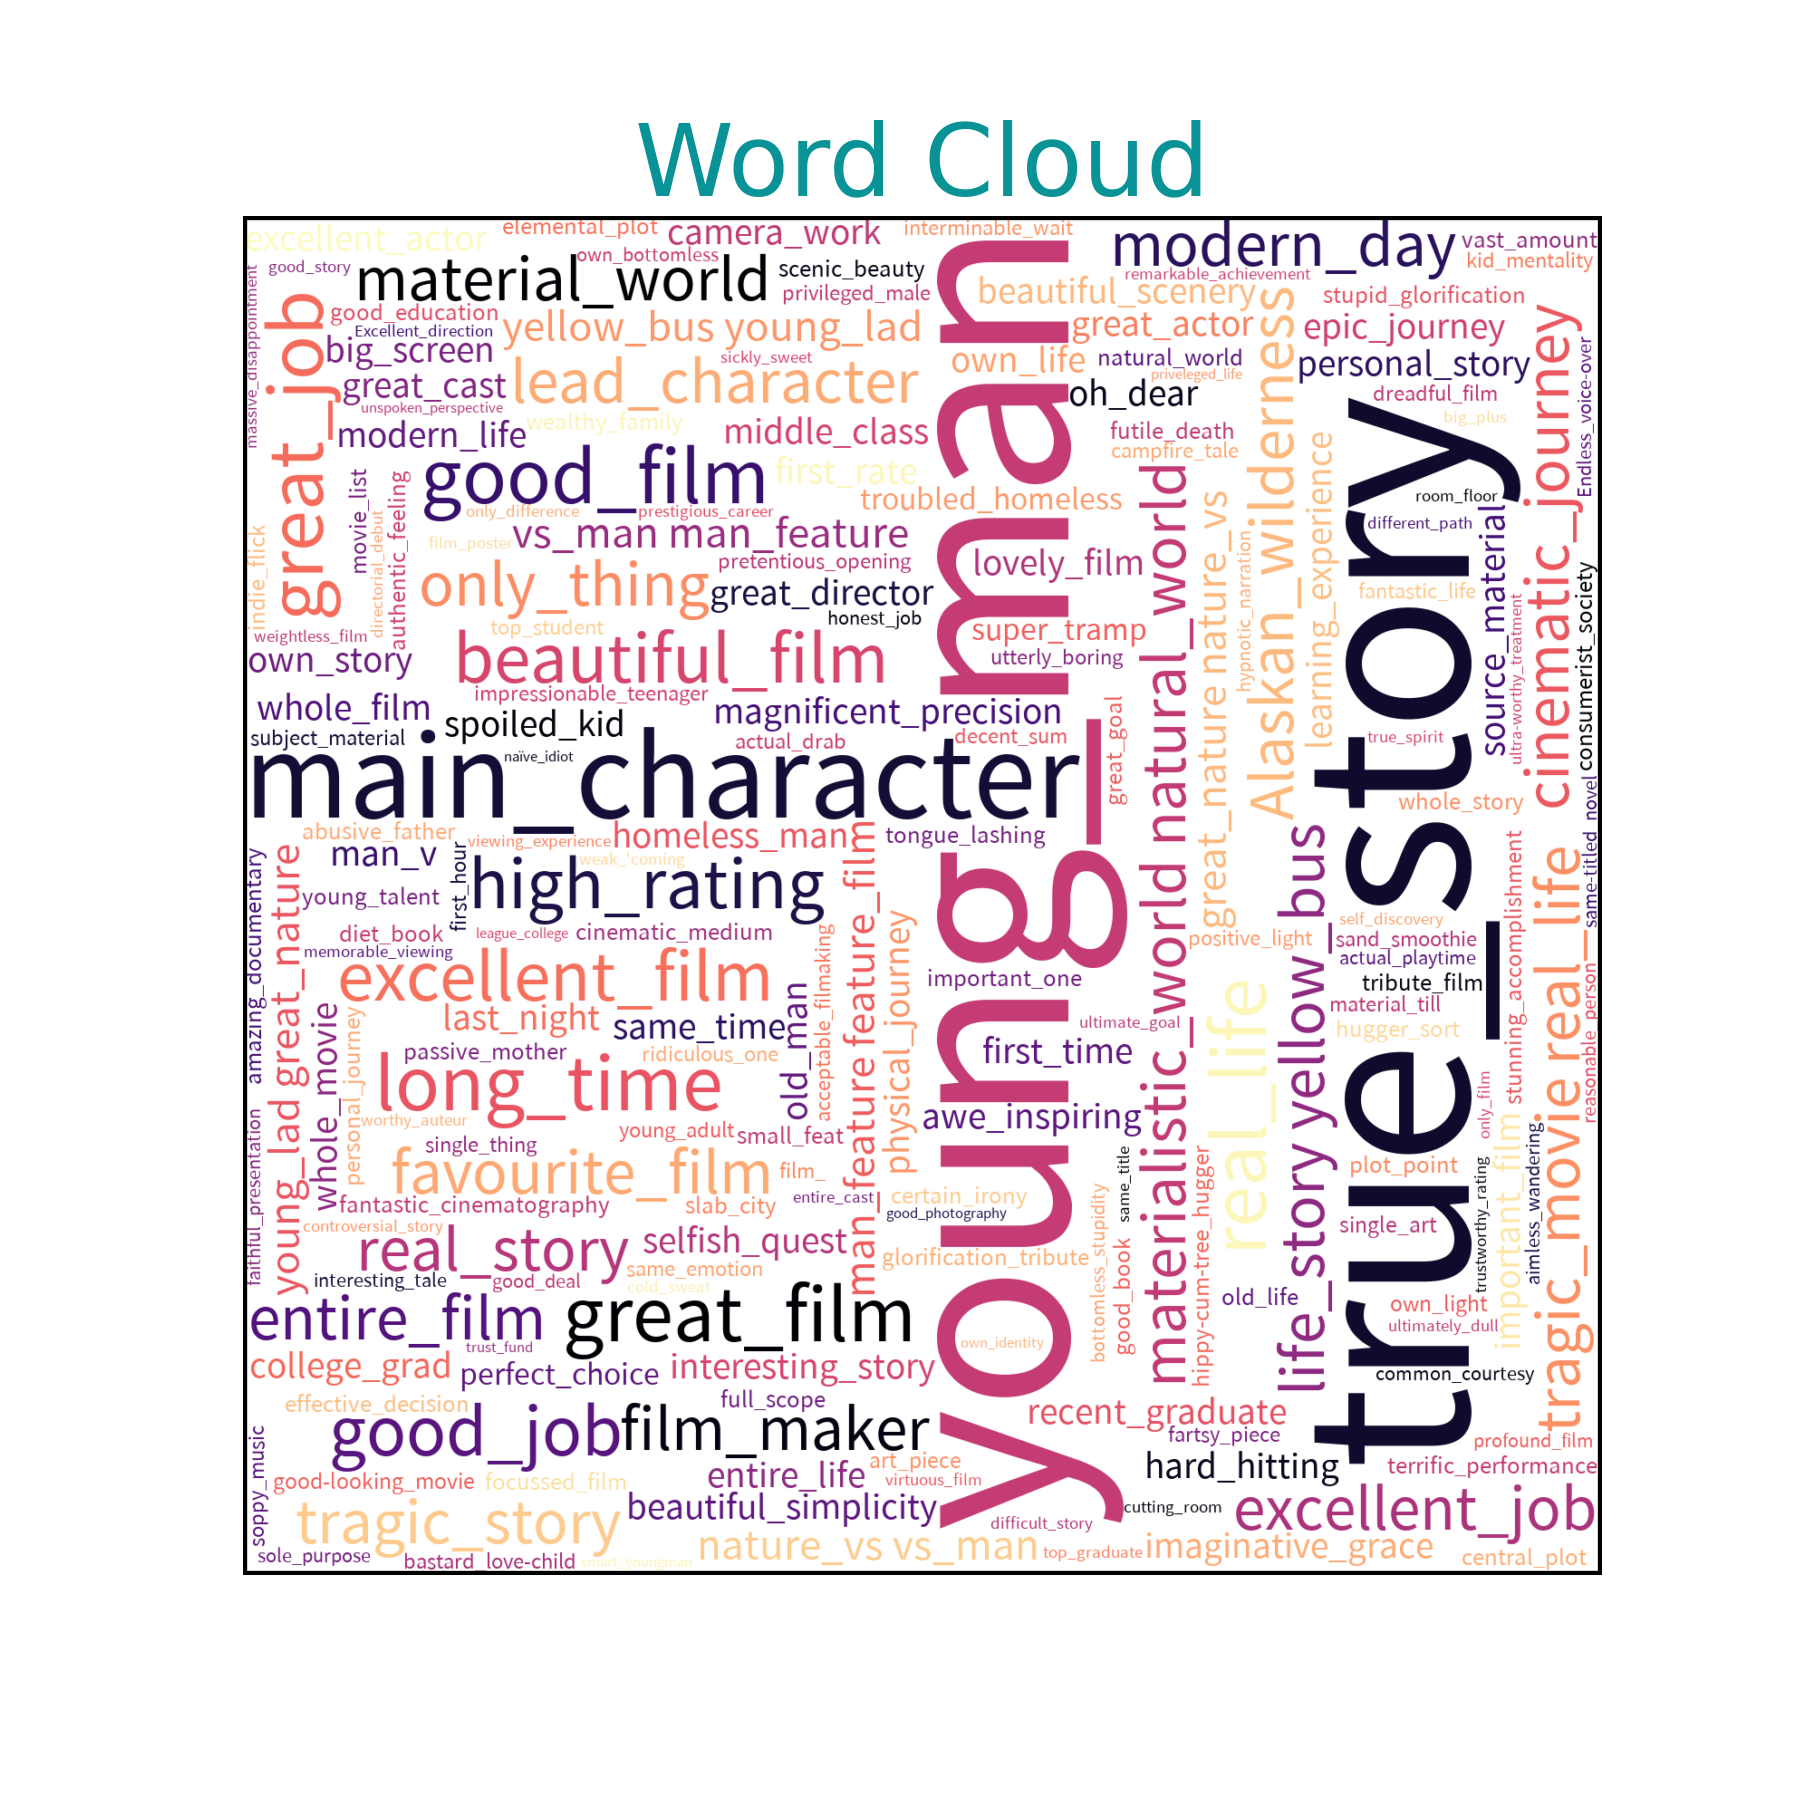 Word Cloud
excellent_actor
elemental_plot
camera_work
interminable_wait
modern_day
vast_amount
good_story
own_bottomless
material_world
scenic_beauty
privileged_male
remarkable_achievement
kid_mentality
beautiful_scenery
stupid_glorification
massive_disappointment
great_job
good_education
Excellent_direction
yellow_bus young_lad
great_actor
epic_journey
big_screen
sickly_sweet
own_life
natural_world
personal_story
great_cast
lead_character
priveleged_life
oh_dear
dreadful_film
unspoken_perspective
wealthy_family
big_plus
modern_life
middle_class
futile_death
campfire_tale
Endless_voice-over
good_film
first_rate
troubled_homeless
room_floor
only_difference
prestigious_career
different_path
movie_list
directorial_debut
authentic_feeling
indie_flick
film_poster
vs_man man_feature
pretentious_opening
lovely_film
only_thing
great_director
honest_job
fantastic_life
top_student
super_tramp
weightless_film
own_story
beautiful_film
utterly_boring
impressionable_teenager
whole_film
spoiled_kid
magnificent_precision
subject_material
naïve_idiot
actual_drab
decent_sum
true_spirit
main_character
great_goal
young_man
true_story
materialistic_world natural_world
great_nature nature_vs
hypnotic_narration
Alaskan_wilderness
learning_experience
source_material
ultra-worthy_treatment
cinematic_journey
consumerist_society
whole_story
same-titled_novel
abusive_father
viewing_experience
homeless_man
tongue_lashing
man_v
weak_'coming
first_hour
high_rating
young_talent
diet_book
league_college
cinematic_medium
memorable_viewing
self_discovery
positive_light
sand_smoothie
actual_playtime
excellent_film
important_one
tribute_film
material_till
amazing_documentary
young_lad great_nature
whole_movie
personal_journey
last_night
same_time
old_man
acceptable_filmmaking
man_feature feature_film
physical_journey
ultimate_goal
hugger_sort
passive_mother
ridiculous_one
first_time
long_time
real_life
life_story yellow_bus
stunning_accomplishment
tragic_movie real_life
reasonable_person
only_film
worthy_auteur
young_adult
small_feat
awe_inspiring
single_thing
favourite_film
film_
plot_point
faithful_presentation
fantastic_cinematography
slab_city
entire_cast
certain_irony
good_photography
same_title
bottomless_stupidity
good_book
hippy-cum-tree_hugger
trustworthy_rating
important_film
aimless_wandering
controversial_story
real_story
selfish_quest
single_art
glorification_tribute
interesting_tale
good_deal
same_emotion
cold_sweat
old_life
own_light
entire_film
great_film
own_identity
ultimately_dull
trust_fund
college_grad
perfect_choice
interesting_story
common_courtesy
effective_decision
full_scope
recent_graduate
good_job
film_maker
fartsy_piece
profound_film
soppy_music
art_piece
hard_hitting
terrific_performance
good-looking_movie
focussed_film
entire_life
virtuous_film
tragic_story
beautiful_simplicity
cutting_room
excellent_job
difficult_story
sole_purpose
bastard_love-child
smart_youngman
nature_vs vs_man
top_graduate
imaginative_grace
central_plot